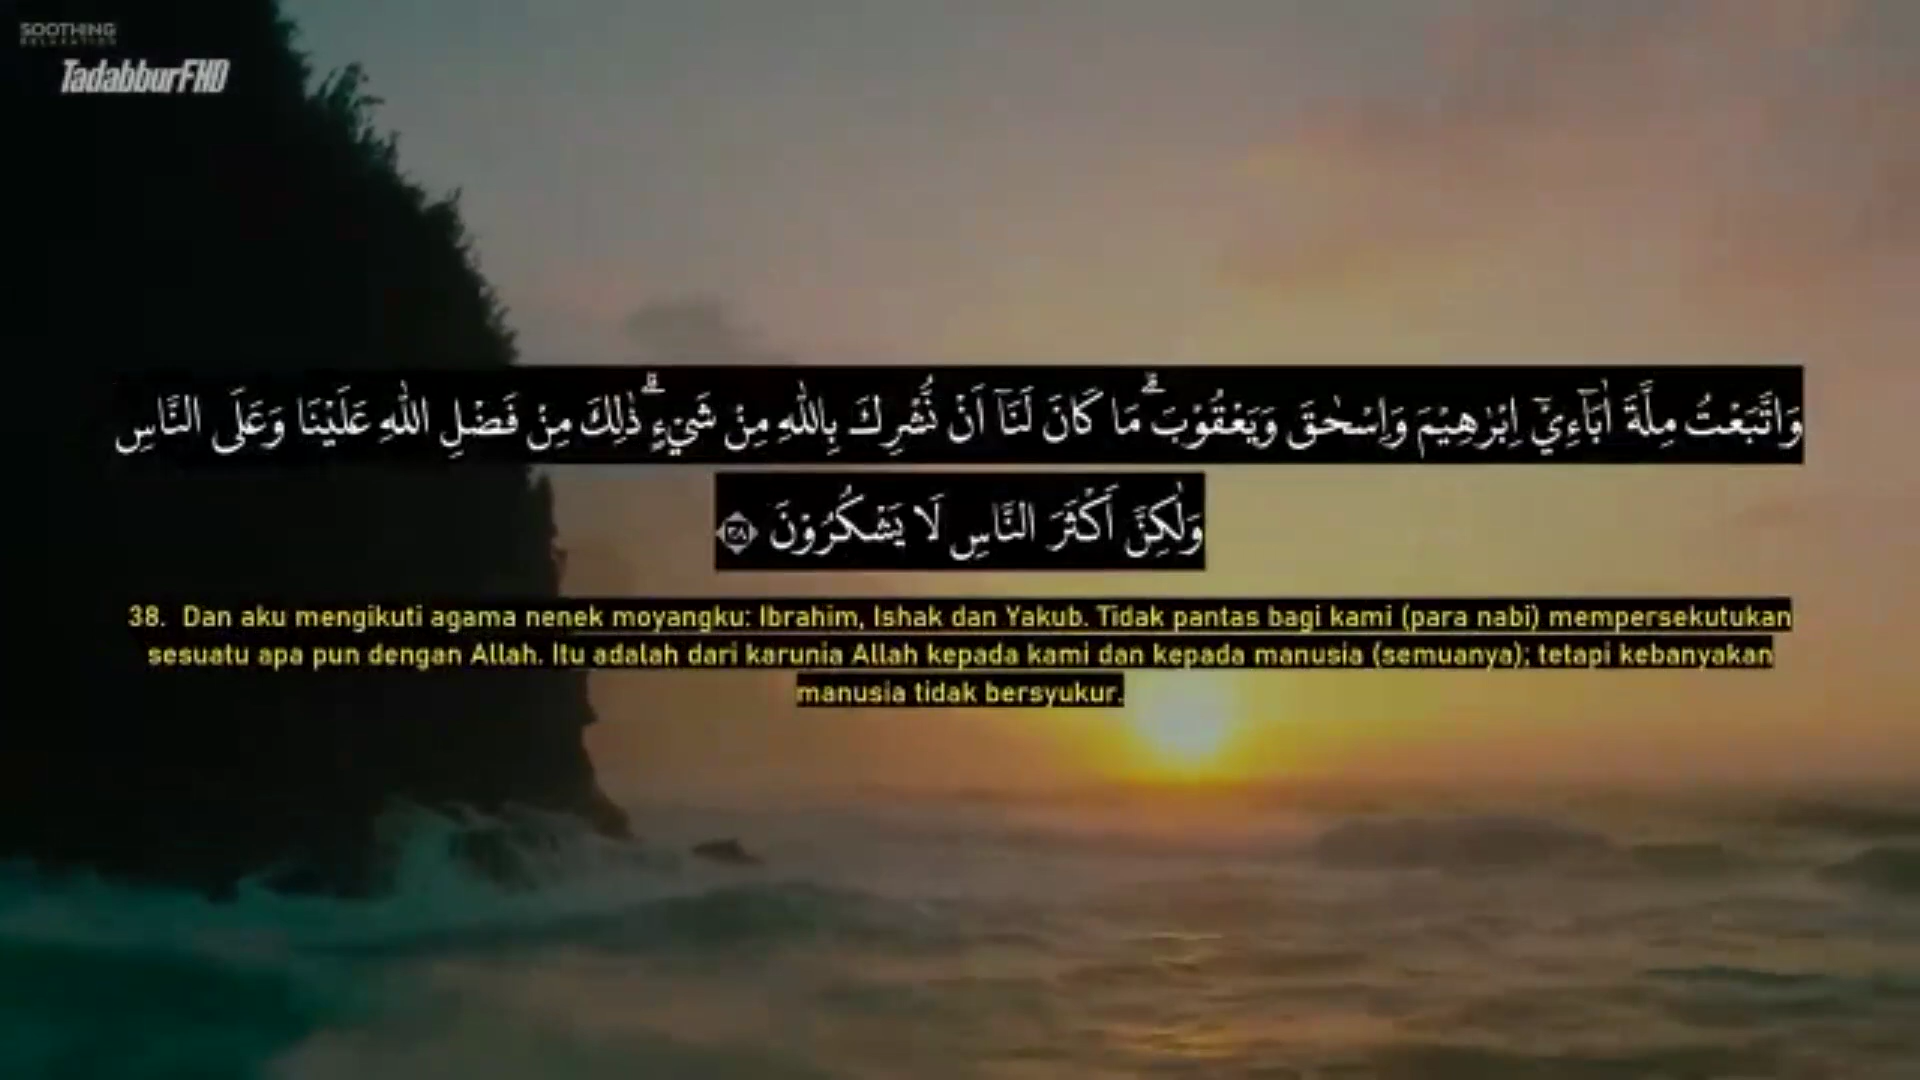 SOOTHING
RELAXATION
TadabburFHD
وَاتَّبَعْتُ مِلَّةَ اٰبَاۤءِيْٓ اِبْرٰهِيْمَ وَاِسْحٰقَ وَيَعْقُوْبَۗ مَا كَانَ لَنَآ اَنْ نُّشْرِكَ بِاللّٰهِ مِنْ شَيْءٍۗ ذٰلِكَ مِنْ فَضْلِ اللّٰهِ عَلَيْنَا وَعَلَى النَّاسِ
وَلٰكِنَّ اَكْثَرَ النَّاسِ لَا يَشْكُرُوْنَ ٣٨
38. Dan aku mengikuti agama nenek moyangku: Ibrahim, Ishak dan Yakub. Tidak pantas bagi kami (para nabi) mempersekutukan
sesuatu apa pun dengan Allah. Itu adalah dari karunia Allah kepada kami dan kepada manusia (semuanya); tetapi kebanyakan
manusia tidak bersyukur.